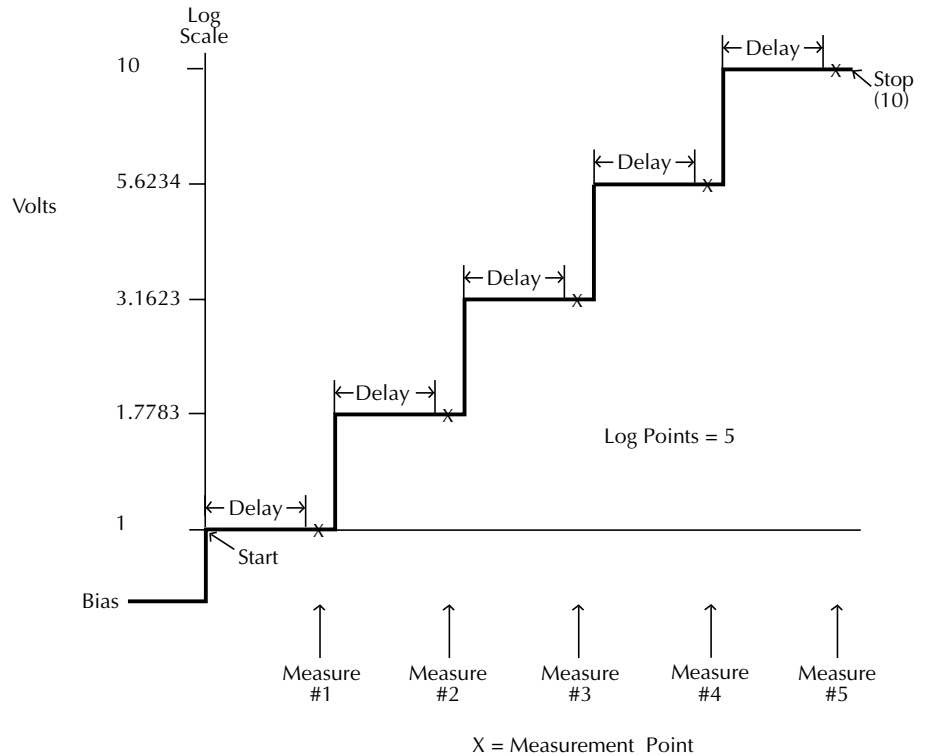 Log
Scale
10
Delay
Stop
(10)
Delay
5.6234
Volts
Delay
3.1623
Delay
1.7783
Log Points = 5
Delay
1
Start
Bias
X
X
X
X
X
Measure
#1
Measure
#2
Measure
#3
Measure
#4
Measure
#5
X = Measurement Point